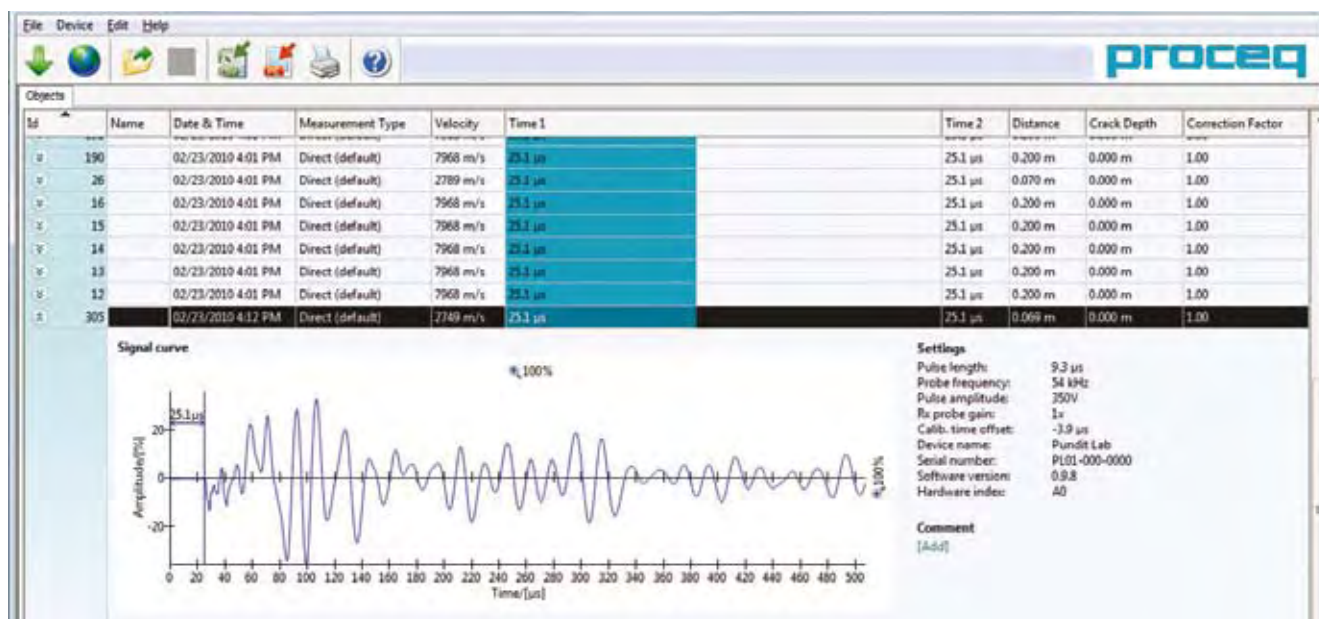 File Device Edit Help
proceq
Objects
Id Name Date & Time Measurement Type Velocity Time 1 Time 2 Distance Crack Depth Correction Factor
190 02/23/2010 4:01 PM Direct (default) 7968 m/s 25.1 µs 25.1 µs 0.200 m 0.000 m 1.00
26 02/23/2010 4:01 PM Direct (default) 2789 m/s 25.1 µs 25.1 µs 0.070 m 0.000 m 1.00
16 02/23/2010 4:01 PM Direct (default) 7968 m/s 25.1 µs 25.1 µs 0.200 m 0.000 m 1.00
15 02/23/2010 4:01 PM Direct (default) 7968 m/s 25.1 µs 25.1 µs 0.200 m 0.000 m 1.00
14 02/23/2010 4:01 PM Direct (default) 7968 m/s 25.1 µs 25.1 µs 0.200 m 0.000 m 1.00
13 02/23/2010 4:01 PM Direct (default) 7968 m/s 25.1 µs 25.1 µs 0.200 m 0.000 m 1.00
12 02/23/2010 4:01 PM Direct (default) 7968 m/s 25.1 µs 25.1 µs 0.200 m 0.000 m 1.00
305 02/23/2010 4:12 PM Direct (default) 2749 m/s 25.1 µs 25.1 µs 0.069 m 0.000 m 1.00
Signal curve
100%
25.1µs
20
0
-20
Amplitude/[%]
100%
0 20 40 60 80 100 120 140 160 180 200 220 240 260 280 300 320 340 360 380 400 420 440 460 480 500
Time/[µs]
Settings
Pulse length: 9.3 µs
Probe frequency: 54 kHz
Pulse amplitude: 350V
Rx probe gain: 1x
Calib. time offset: -3.9 µs
Device name: Pundit Lab
Serial number: PL01-000-0000
Software version: 0.9.8
Hardware index: A0
Comment
[Add]